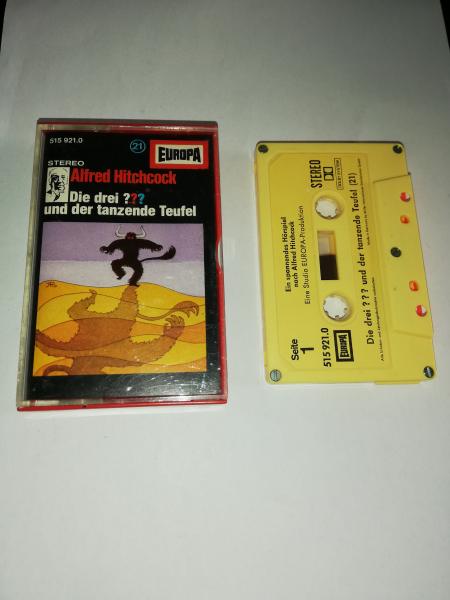 515 921.0
21
EUROPA
STEREO
Alfred Hitchcock
Die drei ???
und der tanzende Teufel
Seite
1
Ein spannendes Hörspiel
nach Alfred Hitchcock
Eine Studio EUROPA-Produktion
STEREO
515 921.0
EUROPA
Die drei ??? und der tanzende Teufel (21)